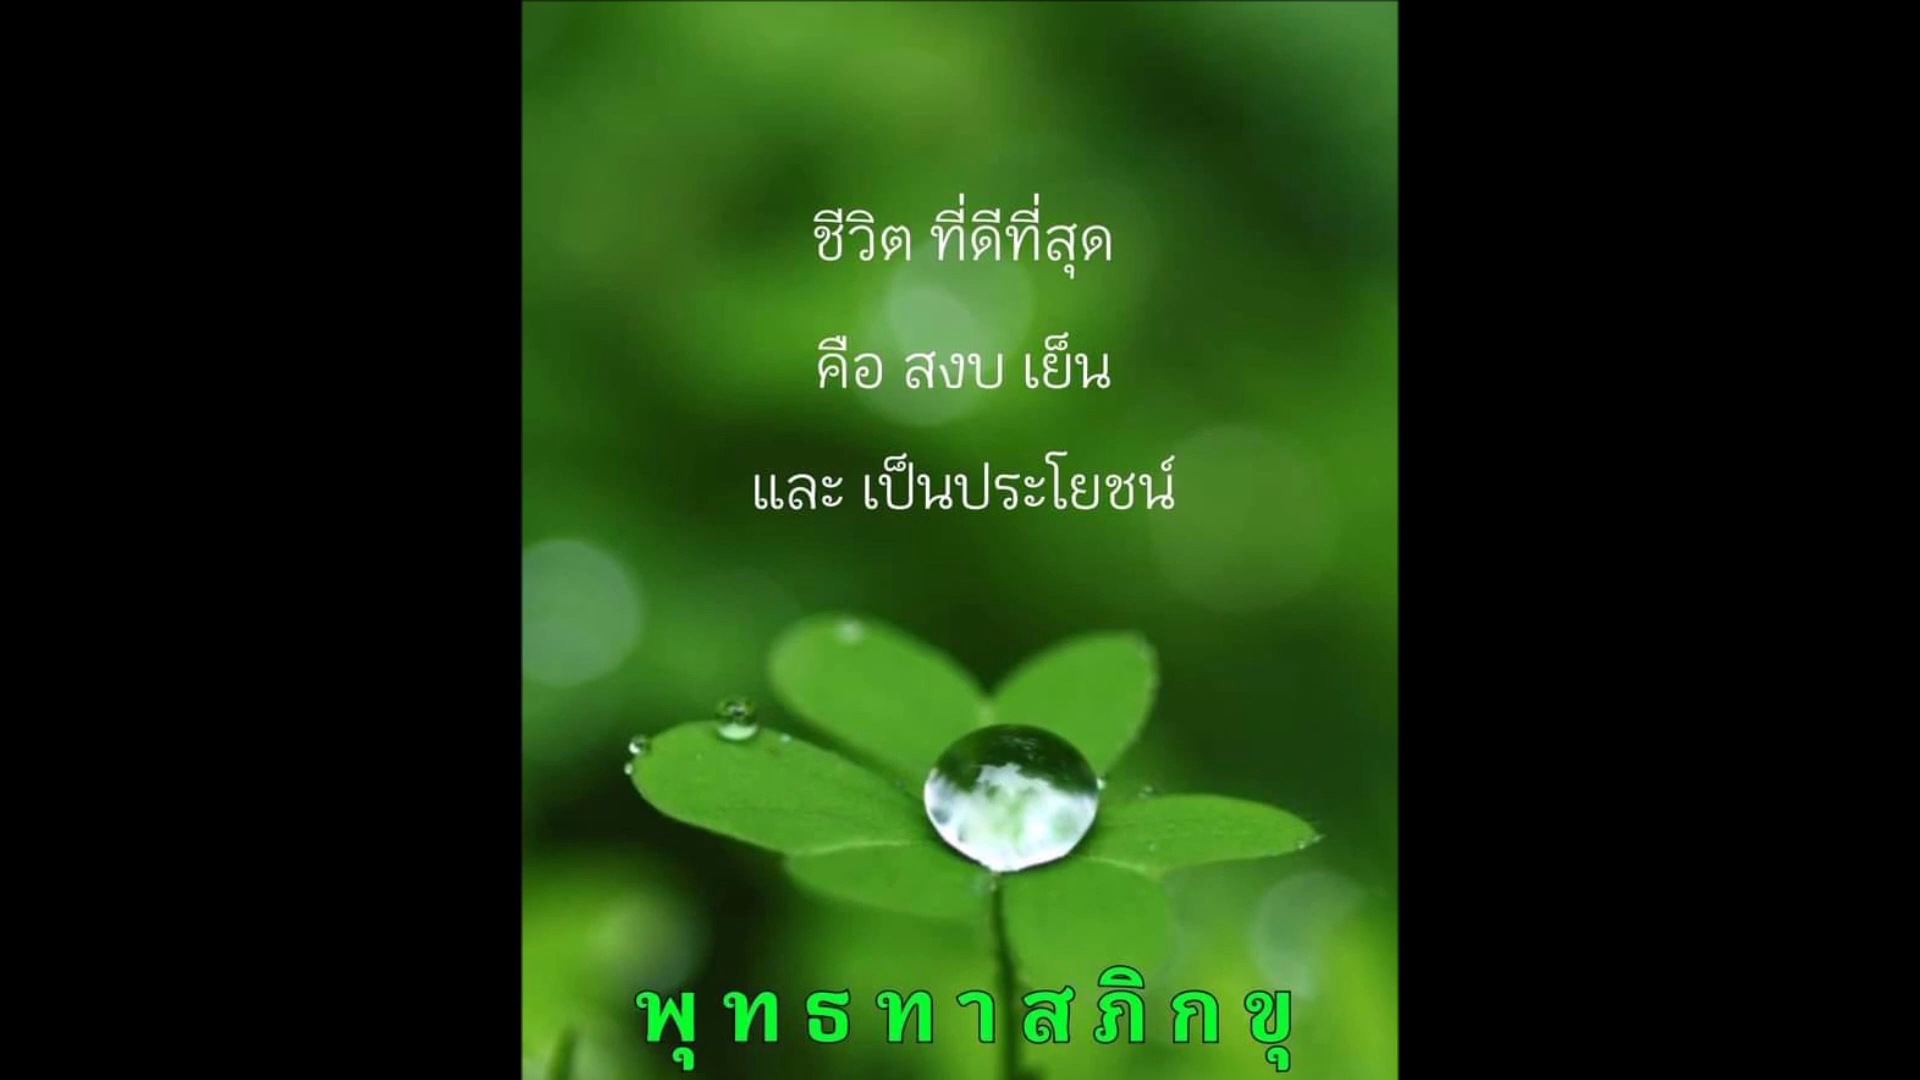 ชีวิต ที่ดีที่สุด
คือ สงบ เย็น
และ เป็นประโยชน์
พุทธทาสภิกขุ